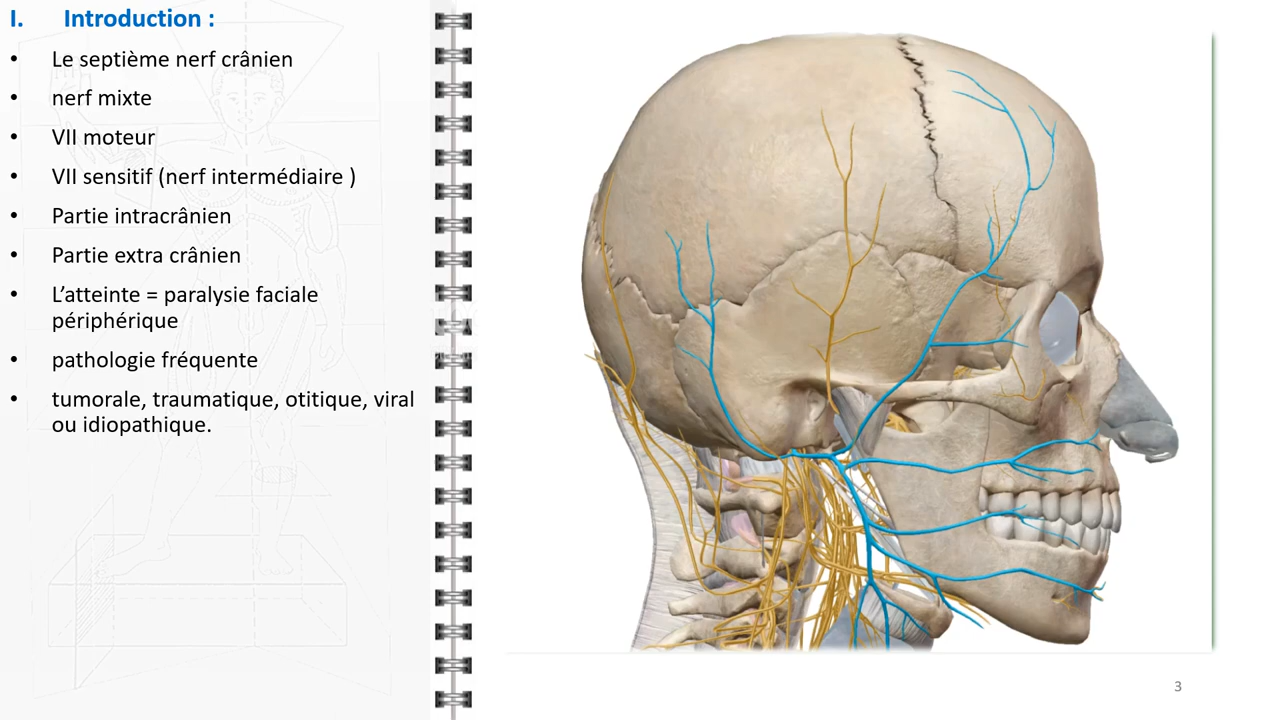 I. Introduction :
• Le septième nerf crânien
• nerf mixte
• VII moteur
• VII sensitif (nerf intermédiaire )
• Partie intracrânien
• Partie extra crânien
• L’atteinte = paralysie faciale
périphérique
• pathologie fréquente
• tumorale, traumatique, otitique, viral
ou idiopathique.
3